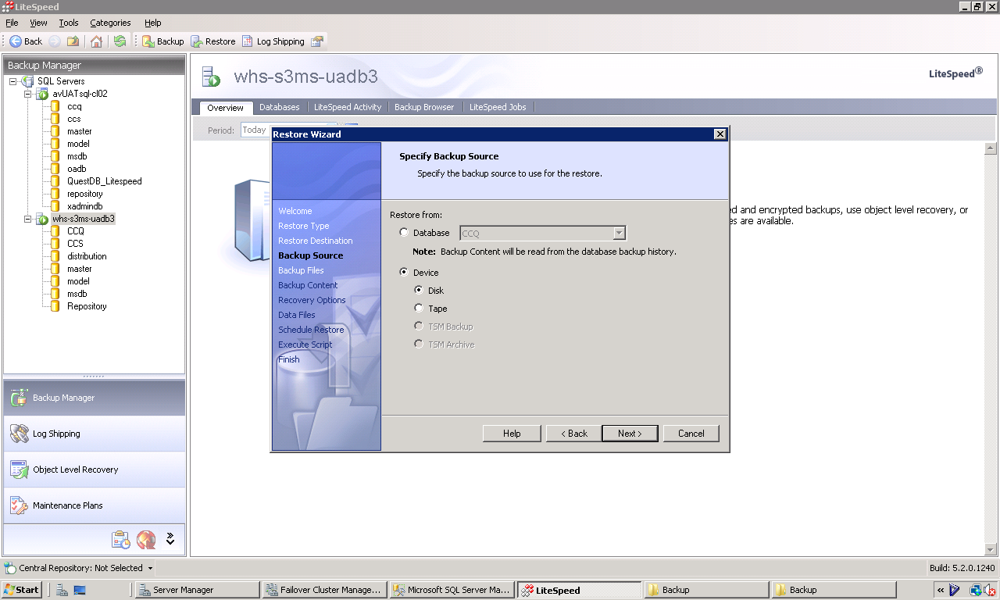 LiteSpeed
File View Tools Categories Help
Back Backup Restore Log Shipping
Backup Manager
SQL Servers
avUATsql-cl02
ccq
ccs
master
model
msdb
oadb
QuestDB_Litespeed
repository
xadmindb
whs-s3ms-uadb3
CCQ
CCS
distribution
master
model
msdb
Repository
Backup Manager
Log Shipping
Object Level Recovery
Maintenance Plans
whs-s3ms-uadb3
LiteSpeed®
Overview Databases LiteSpeed Activity Backup Browser LiteSpeed Jobs
Period: Today
ed and encrypted backups, use object level recovery, or
es are available.
Restore Wizard
Welcome
Restore Type
Restore Destination
Backup Source
Backup Files
Backup Content
Recovery Options
Data Files
Schedule Restore
Execute Script
Finish
Specify Backup Source
Specify the backup source to use for the restore.
Restore from:
Database CCQ
Note: Backup Content will be read from the database backup history.
Device
Disk
Tape
TSM Backup
TSM Archive
Help < Back Next > Cancel
Central Repository: Not Selected Build: 5.2.0.1240
Start Server Manager Failover Cluster Manage... Microsoft SQL Server Ma... LiteSpeed Backup Backup